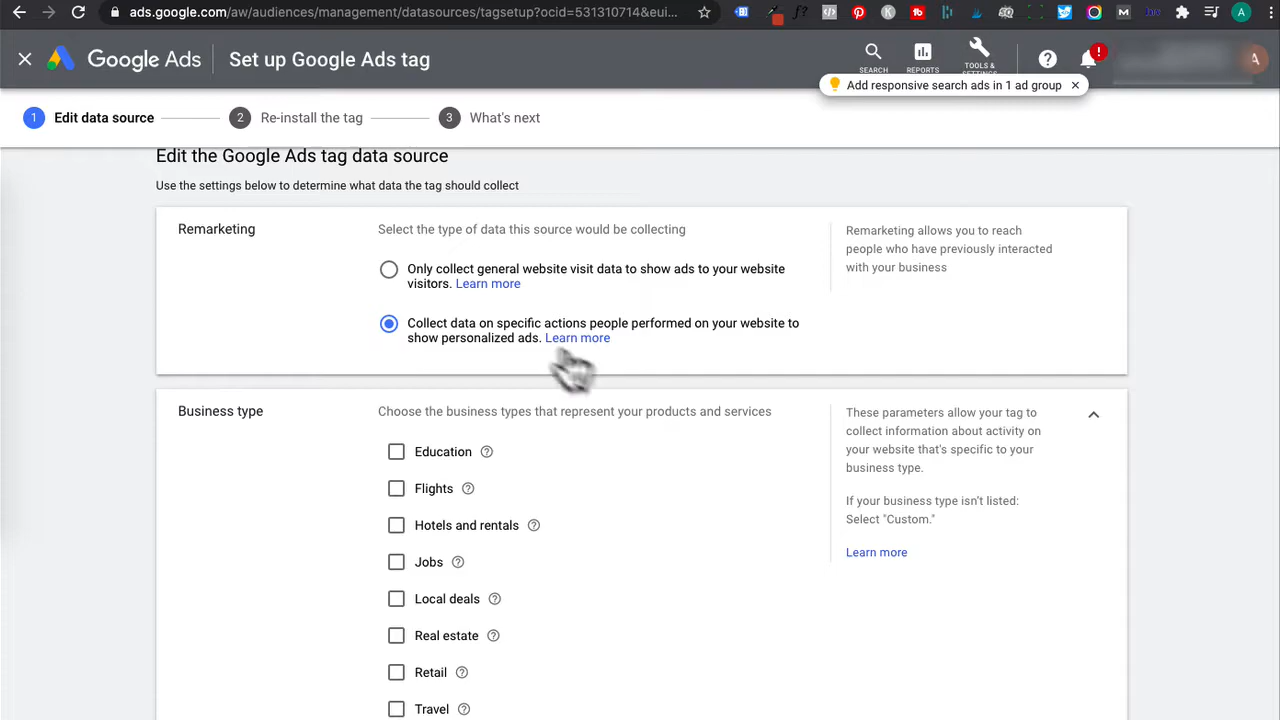 ads.google.com/aw/audiences/management/datasources/tagsetup?ocid=531310714&eui...
Google Ads
Set up Google Ads tag
SEARCH
REPORTS
TOOLS &
SETTINGS
Add responsive search ads in 1 ad group
1 Edit data source
2 Re-install the tag
3 What's next
Edit the Google Ads tag data source
Use the settings below to determine what data the tag should collect
Remarketing
Select the type of data this source would be collecting
Only collect general website visit data to show ads to your website
visitors. Learn more
Collect data on specific actions people performed on your website to
show personalized ads. Learn more
Remarketing allows you to reach
people who have previously interacted
with your business
Business type
Choose the business types that represent your products and services
Education
Flights
Hotels and rentals
Jobs
Local deals
Real estate
Retail
Travel
These parameters allow your tag to
collect information about activity on
your website that's specific to your
business type.
If your business type isn't listed:
Select "Custom."
Learn more